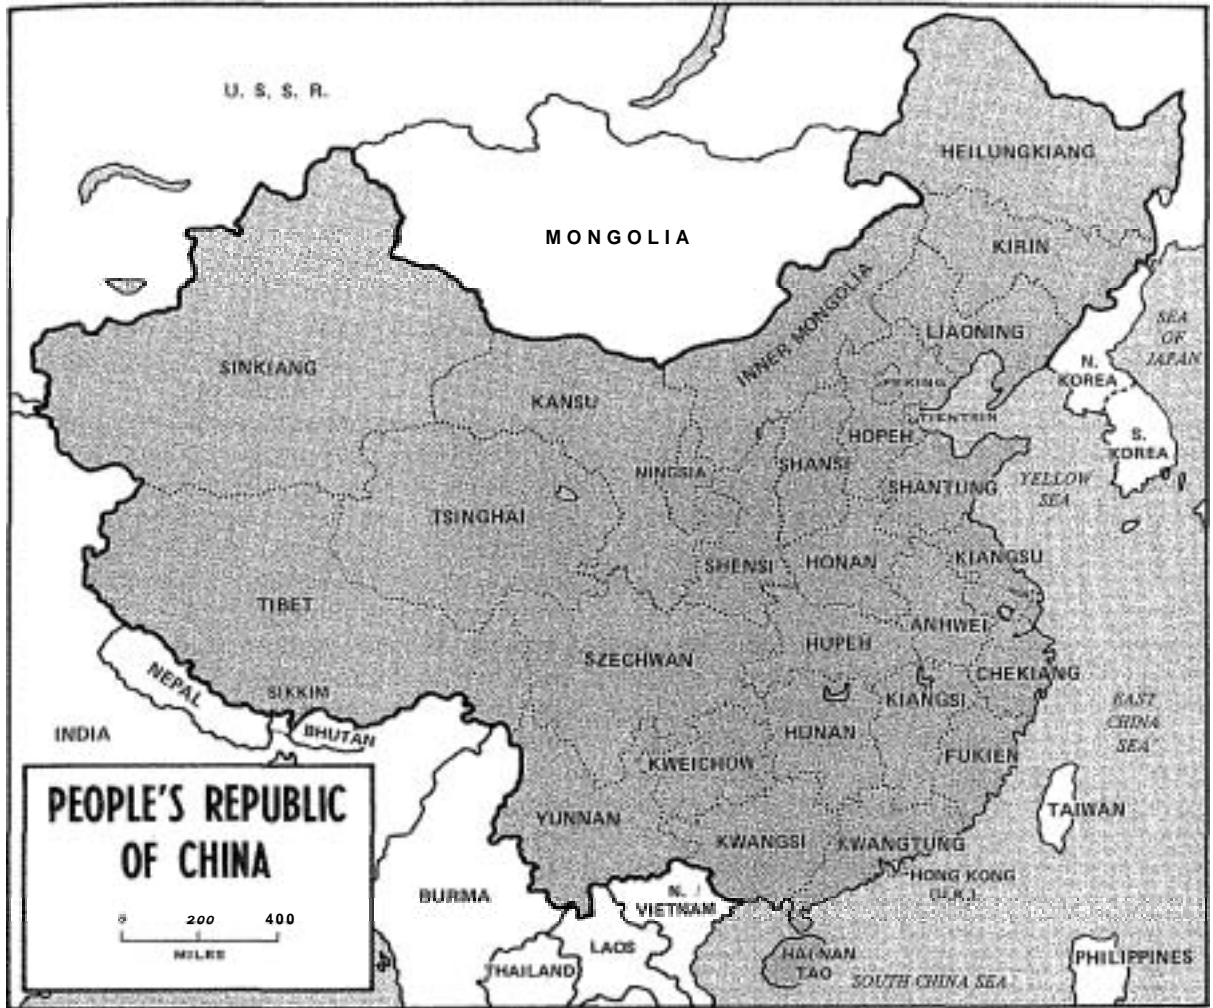 U. S. S. R.
HEILUNGKIANG
MONGOLIA
KIRIN
INNER MONGOLIA
LIAONING
SEA
OF
JAPAN
SINKIANG
N.
KOREA
PEKING
KANSU
TIENTSIN
HOPEH
S.
KOREA
NINGSIA
SHANSI
SHANTUNG
YELLOW
SEA
TSINGHAI
SHENSI
HONAN
KIANGSU
TIBET
ANHWEI
HUPEH
SZECHWAN
CHEKIANG
NEPAL
SIKKIM
KIANGSI
EAST
CHINA
SEA
INDIA
BHUTAN
HUNAN
FUKIEN
KWEICHOW
PEOPLE'S REPUBLIC
OF CHINA
TAIWAN
YUNNAN
KWANGSI
KWANGTUNG
HONG KONG
(U.K.)
BURMA
N.
VIETNAM
0 200 400
MILES
LAOS
HAI-NAN
TAO
THAILAND
PHILIPPINES
SOUTH CHINA SEA